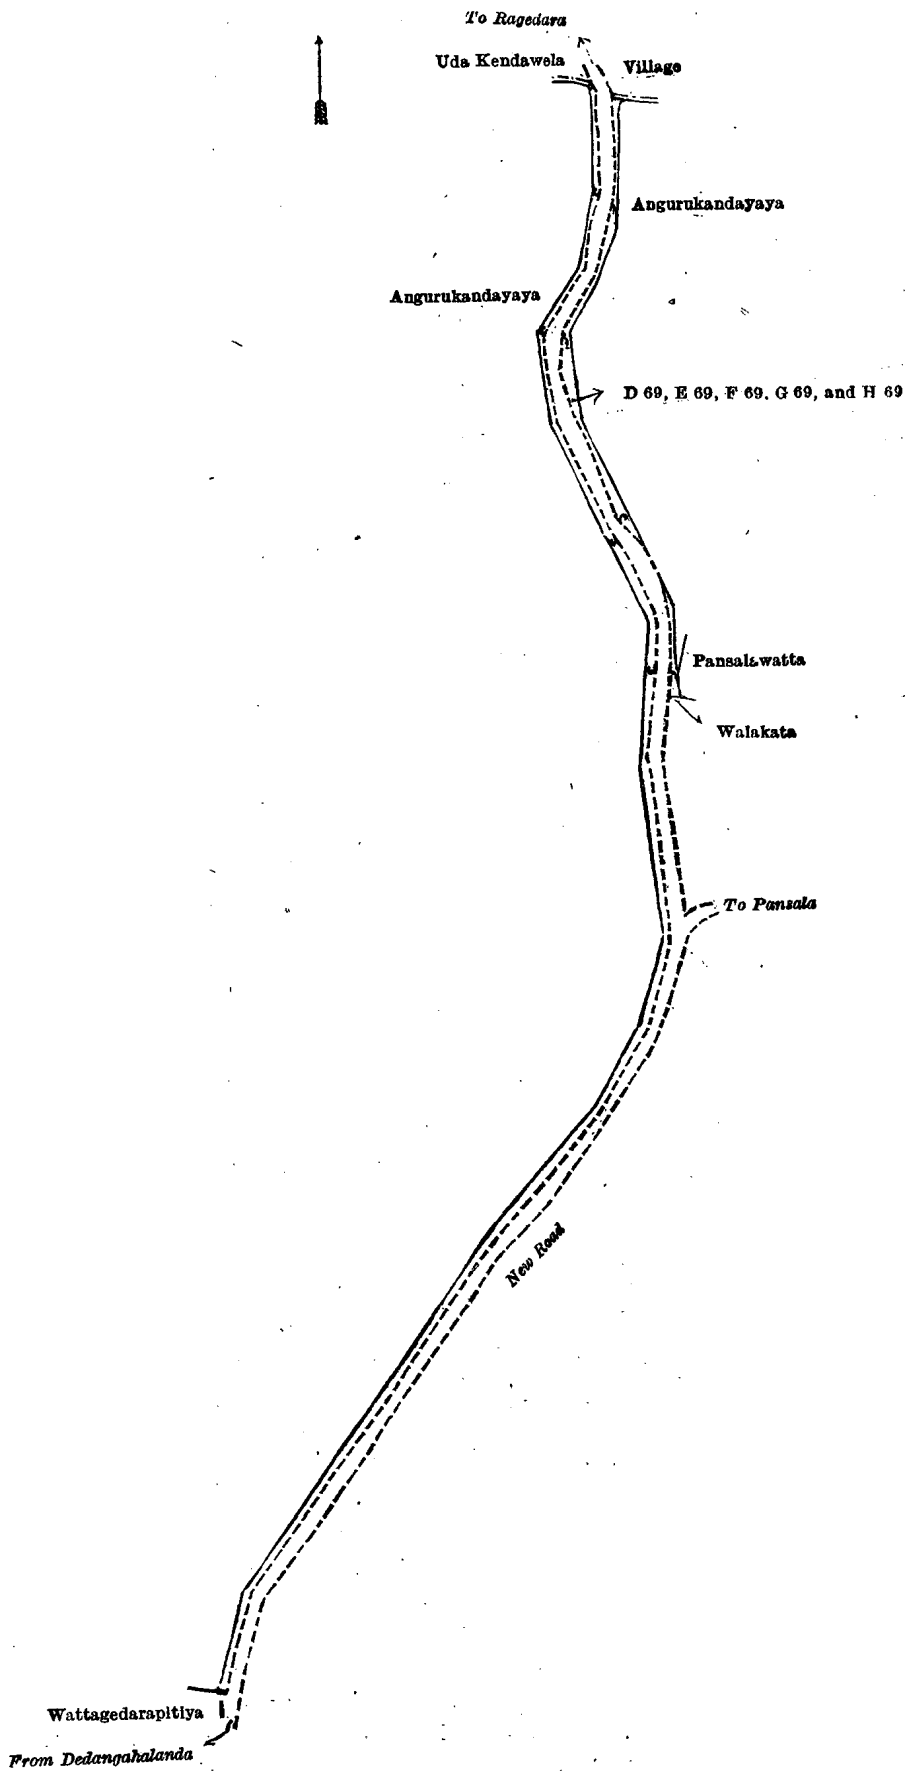 To Ragedara
Uda Kendawela Village
Angurukandayaya
Angurukandayaya
D 69, E 69, F 69. G 69, and H 69
Pansalawatta
Walakata
To Pansala
New Road
Wattagedarapitiya
From Dedangahalanda